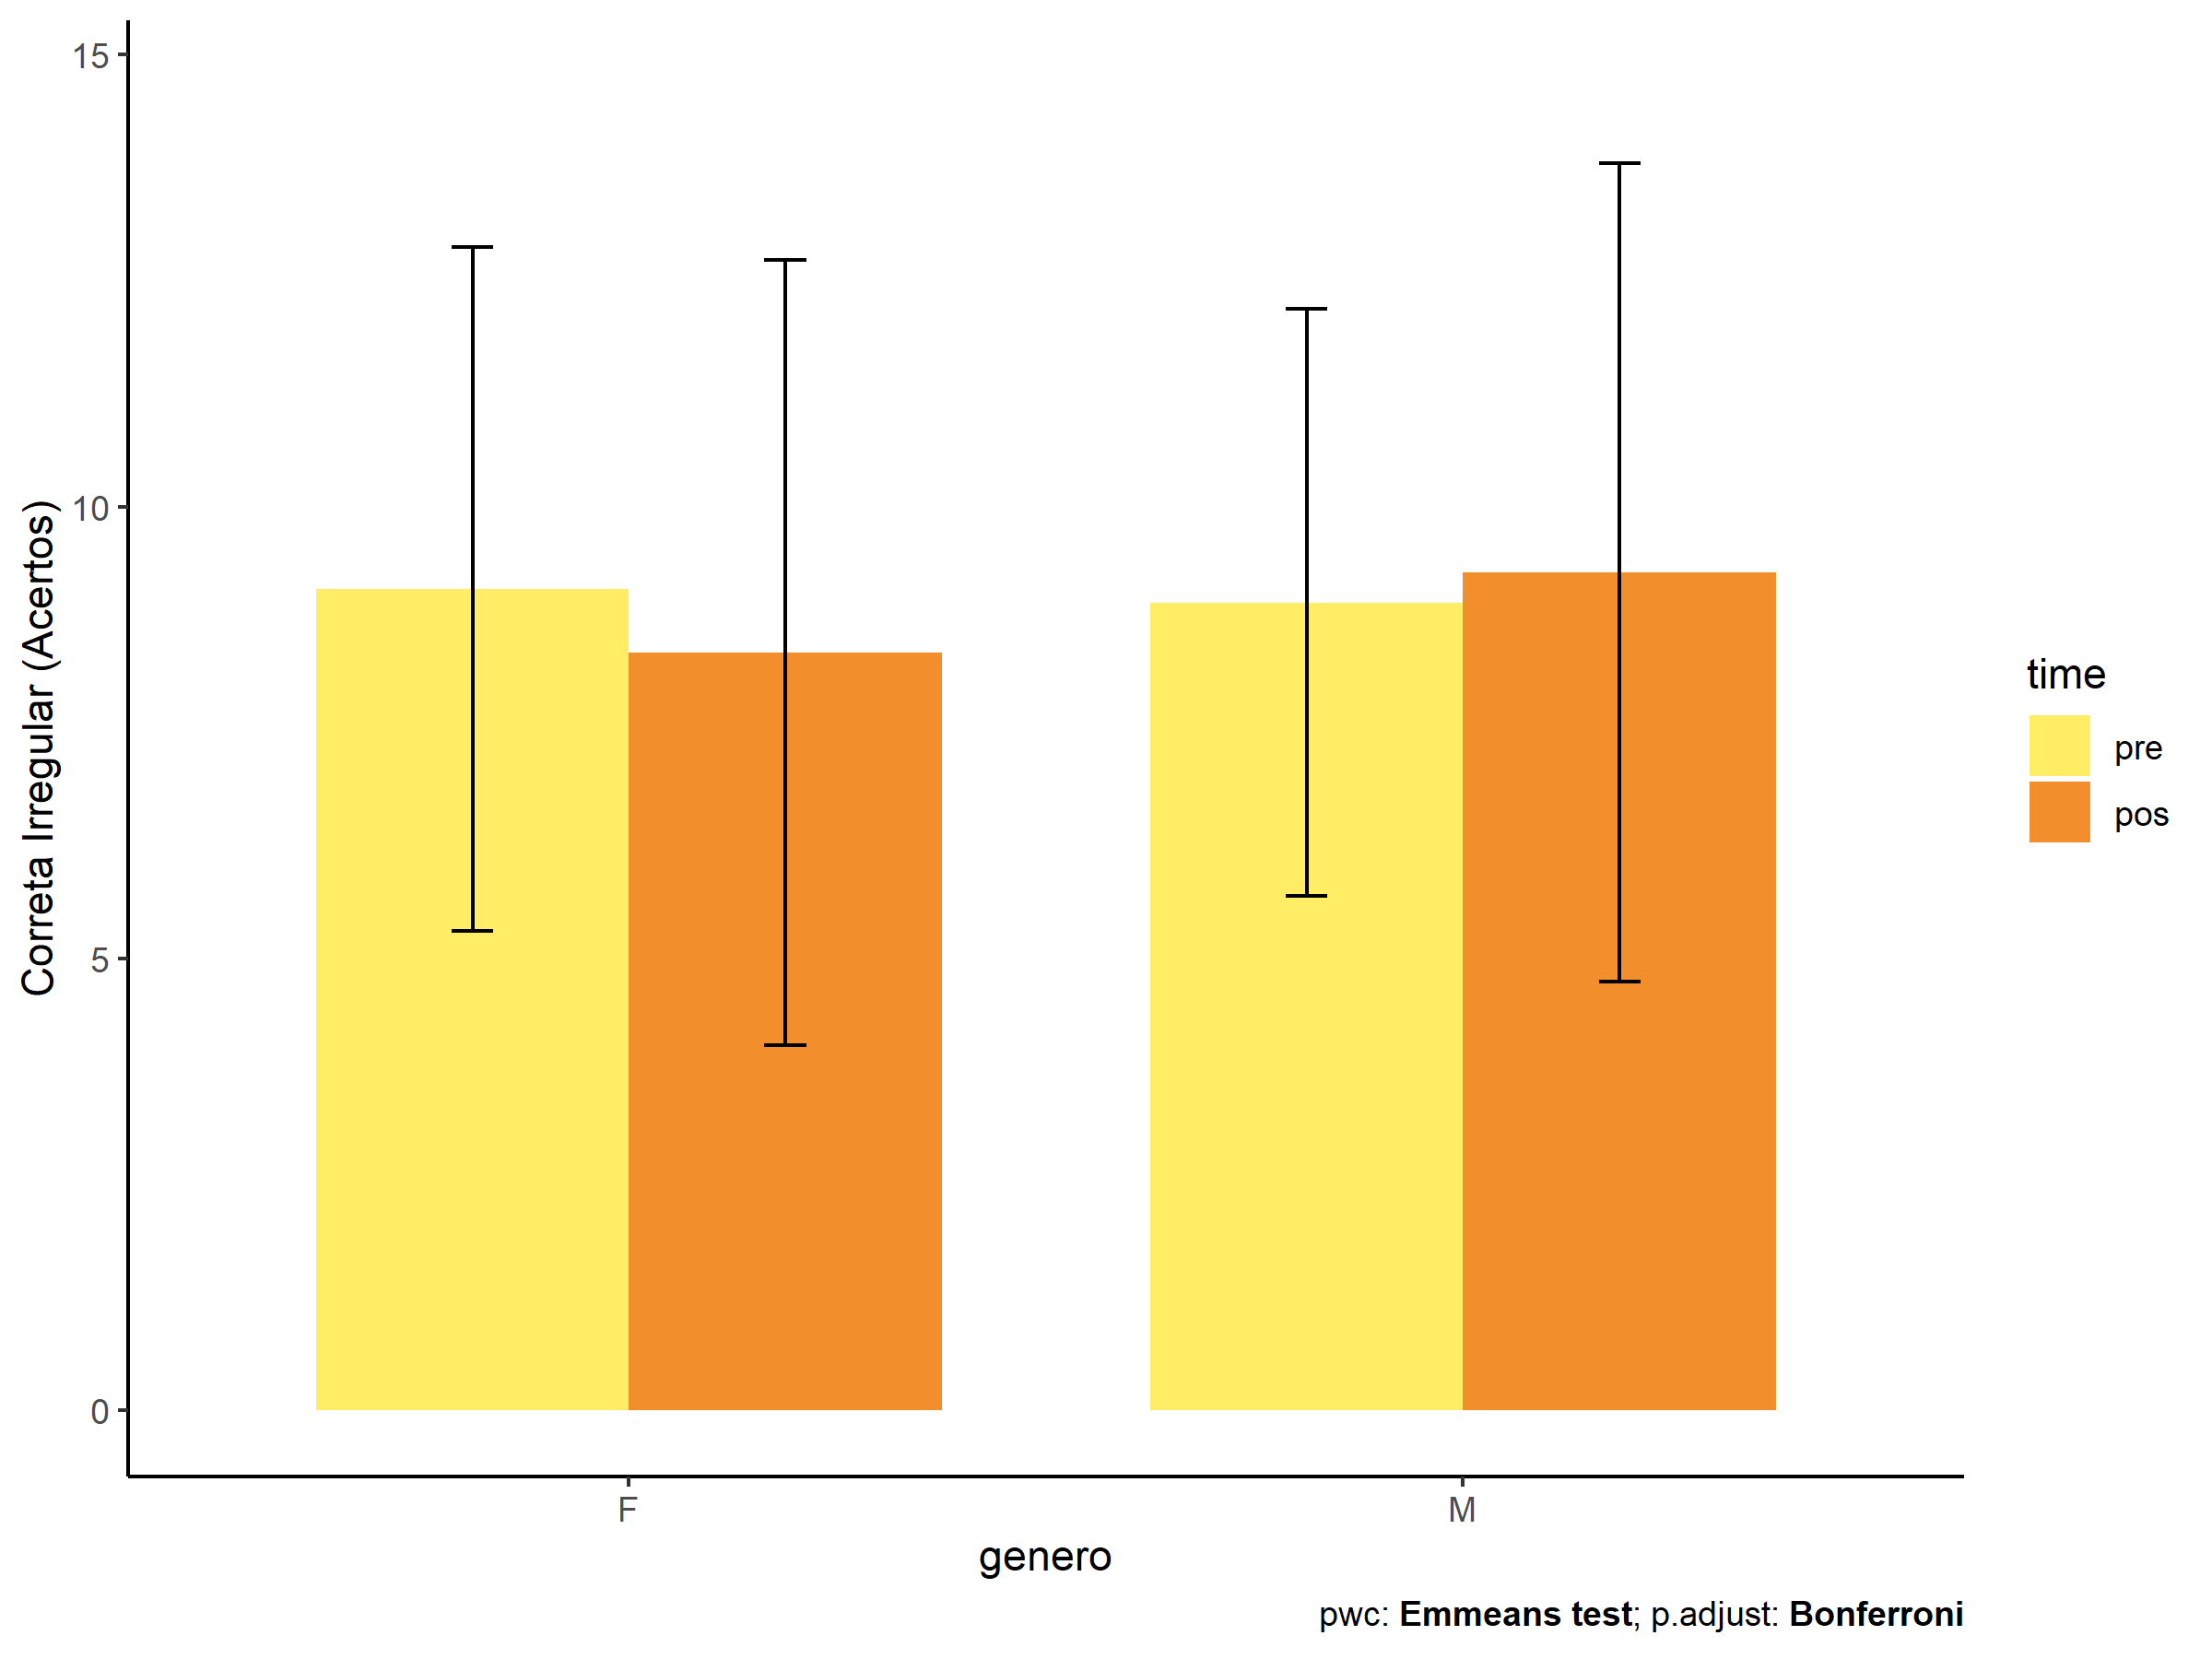 15
10
5
0
Correta Irregular (Acertos)
F
M
genero
time
pre
pos
pwc: Emmeans test; p.adjust: Bonferroni